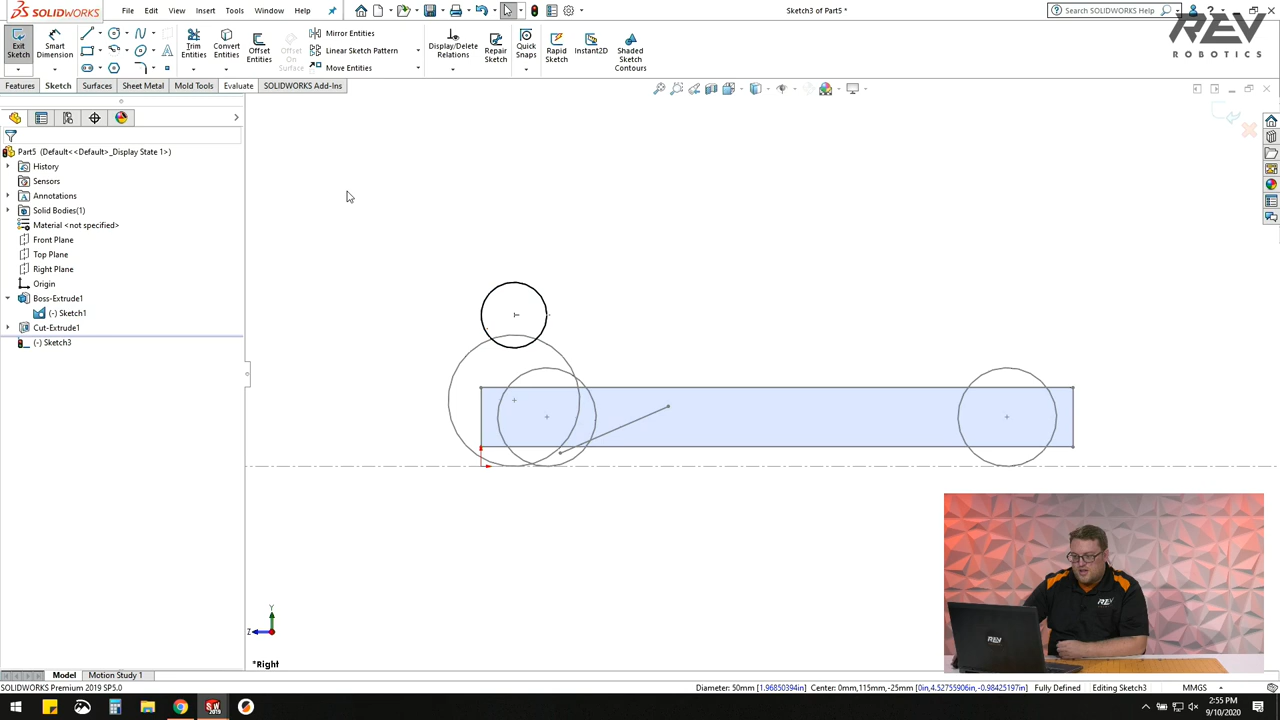 SOLIDWORKS File Edit View Insert Tools Window Help Sketch3 of Part5 * Search SOLIDWORKS Help ?
Exit Sketch
Smart Dimension
Trim Entities
Convert Entities
Offset Entities
Offset On Surface
Mirror Entities
Linear Sketch Pattern
Move Entities
Display/Delete Relations
Repair Sketch
Quick Snaps
Rapid Sketch
Instant2D
Shaded Sketch Contours
REV
ROBOTICS
Features Sketch Surfaces Sheet Metal Mold Tools Evaluate SOLIDWORKS Add-Ins
Part5 (Default<<Default>_Display State 1>)
History
Sensors
Annotations
Solid Bodies(1)
Material <not specified>
Front Plane
Top Plane
Right Plane
Origin
Boss-Extrude1
(-) Sketch1
Cut-Extrude1
(-) Sketch3
Y
Z
*Right
REV
REV
Model Motion Study 1
SOLIDWORKS Premium 2019 SP5.0 Diameter: 50mm [1.96850394in] Center: 0mm,115mm,-25mm [0in,4.52755906in,-0.98425197in] Fully Defined Editing Sketch3 MMGS
SW 2019
2:55 PM
9/10/2020